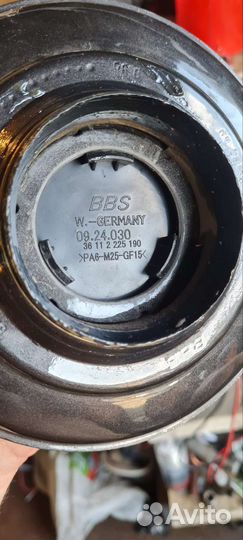 BBS
W.-GERMANY
09.24.030
36 11 2 225 190
>PA6-M25-GF15<
Avito